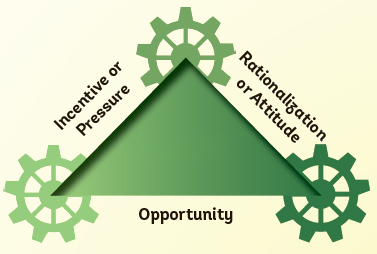 Incentive or
Pressure
Rationalization
or Attitude
Opportunity